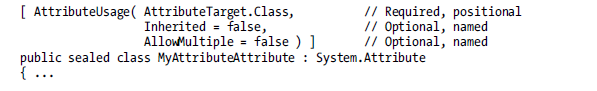 [ AttributeUsage( AttributeTarget.Class,         // Required, positional
                  Inherited = false,             // Optional, named
                  AllowMultiple = false ) ]      // Optional, named
public sealed class MyAttributeAttribute : System.Attribute
{ ...